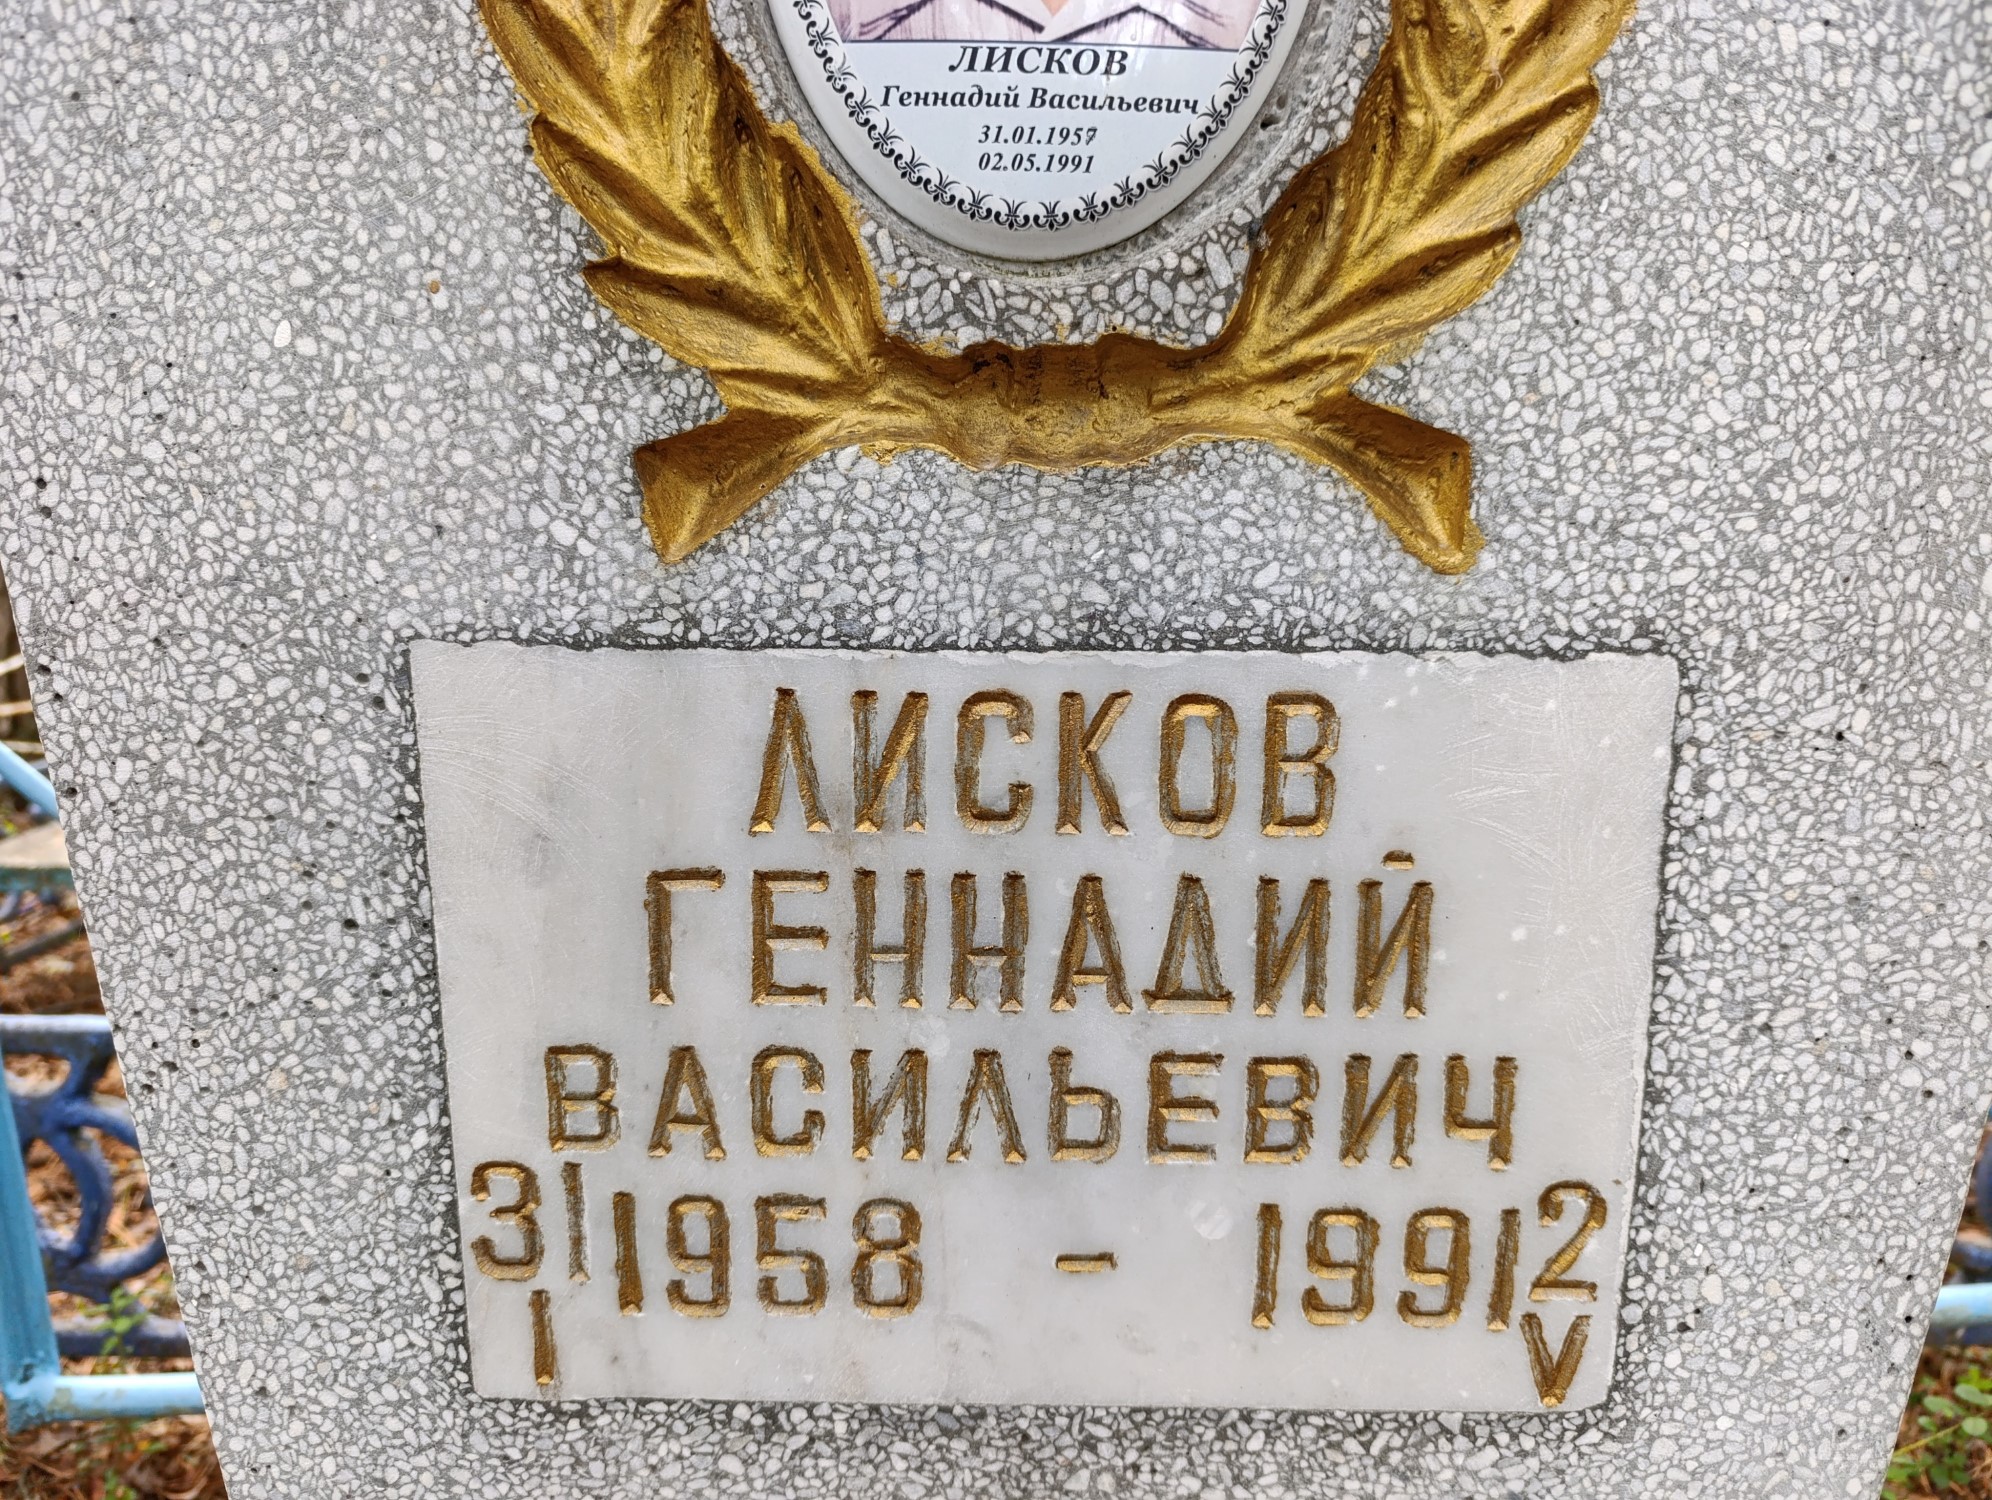 ЛИСКОВ
Геннадий Васильевич
31.01.1957
02.05.1991
ЛИСКОВ
ГЕННАДИЙ
ВАСИЛЬЕВИЧ
31 1958 - 1991 2
I V